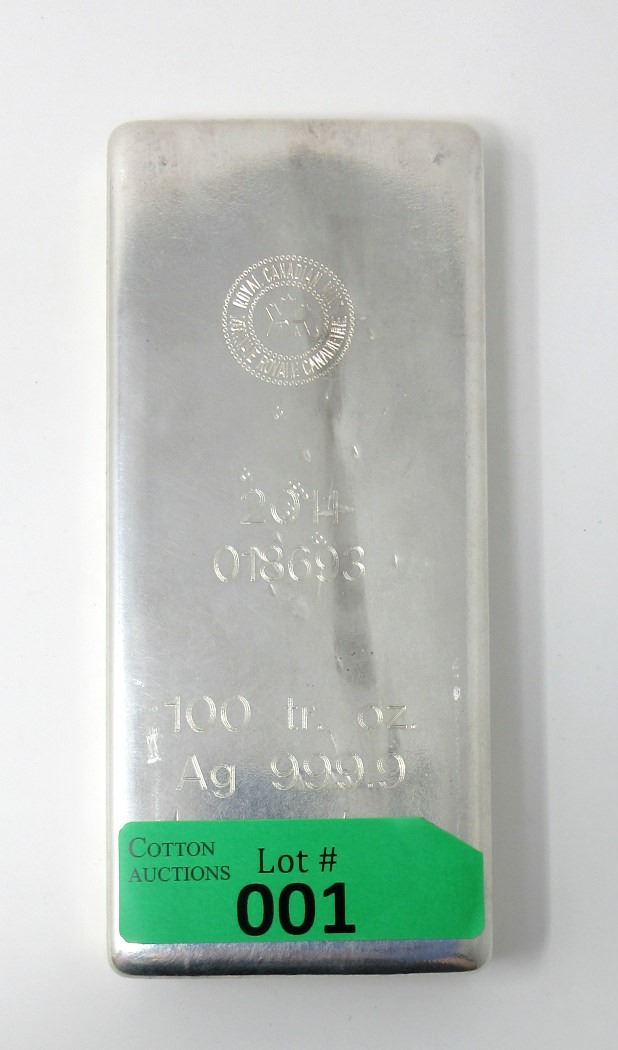 ROYAL CANADIAN MINT
MONNAIE ROYALE CANADIENNE
2014
018693
100 tr. oz.
Ag 999.9
COTTON
AUCTIONS
Lot #
001